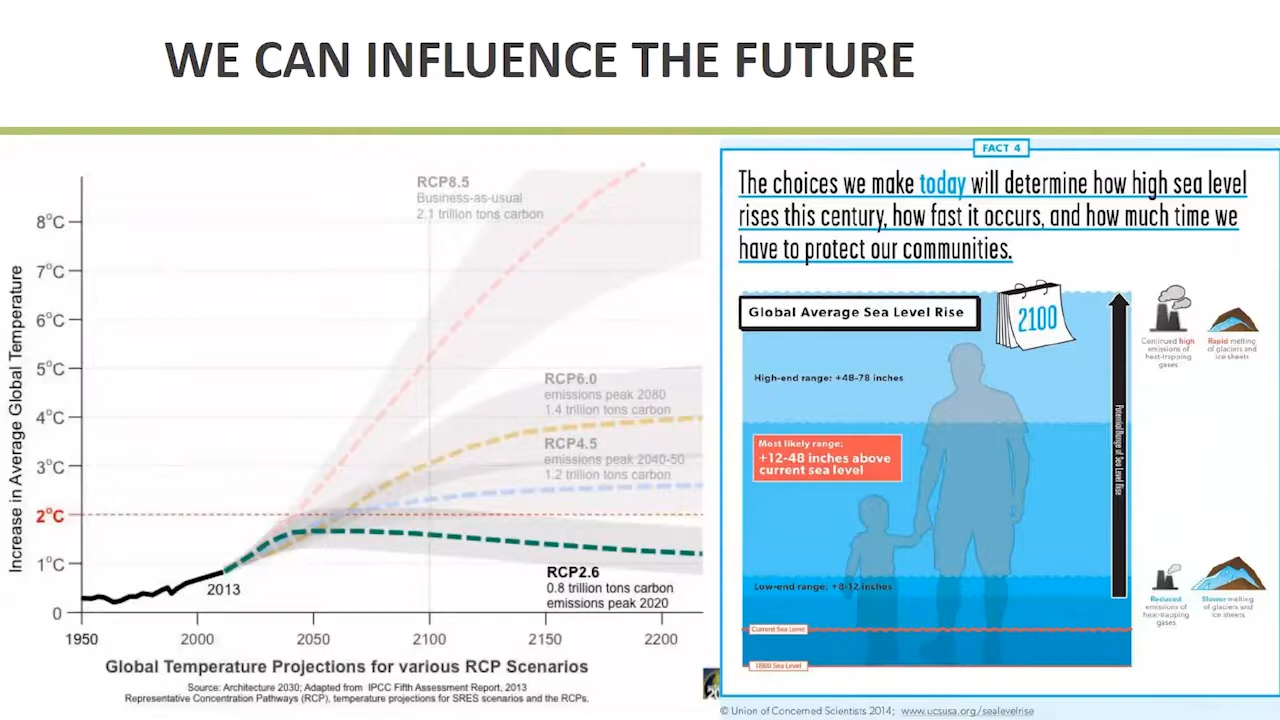 WE CAN INFLUENCE THE FUTURE
Increase in Average Global Temperature
8°C
7°C
6°C
5°C
4°C
3°C
2°C
1°C
0
RCP8.5
Business-as-usual
2.1 trillion tons carbon
RCP6.0
emissions peak 2080
1.4 trillion tons carbon
RCP4.5
emissions peak 2040-50
1.2 trillion tons carbon
2013
RCP2.6
0.8 trillion tons carbon
emissions peak 2020
1950 2000 2050 2100 2150 2200
Global Temperature Projections for various RCP Scenarios
Source: Architecture 2030; Adapted from IPCC Fifth Assessment Report, 2013
Representative Concentration Pathways (RCP), temperature projections for SRES scenarios and the RCPs.
FACT 4
The choices we make today will determine how high sea level
rises this century, how fast it occurs, and how much time we
have to protect our communities.
Global Average Sea Level Rise
2100
High-end range: +48-78 inches
Most likely range:
+12-48 inches above
current sea level
Low-end range: +8-12 inches
Current Sea Level
1880 Sea Level
Potential Range of Sea Level Rise
Continued high
emissions of
heat-trapping
gases
Rapid melting
of glaciers and
ice sheets
Reduced
emissions of
heat-trapping
gases
Slower melting
of glaciers and
ice sheets
© Union of Concerned Scientists 2014; www.ucsusa.org/sealevelrise